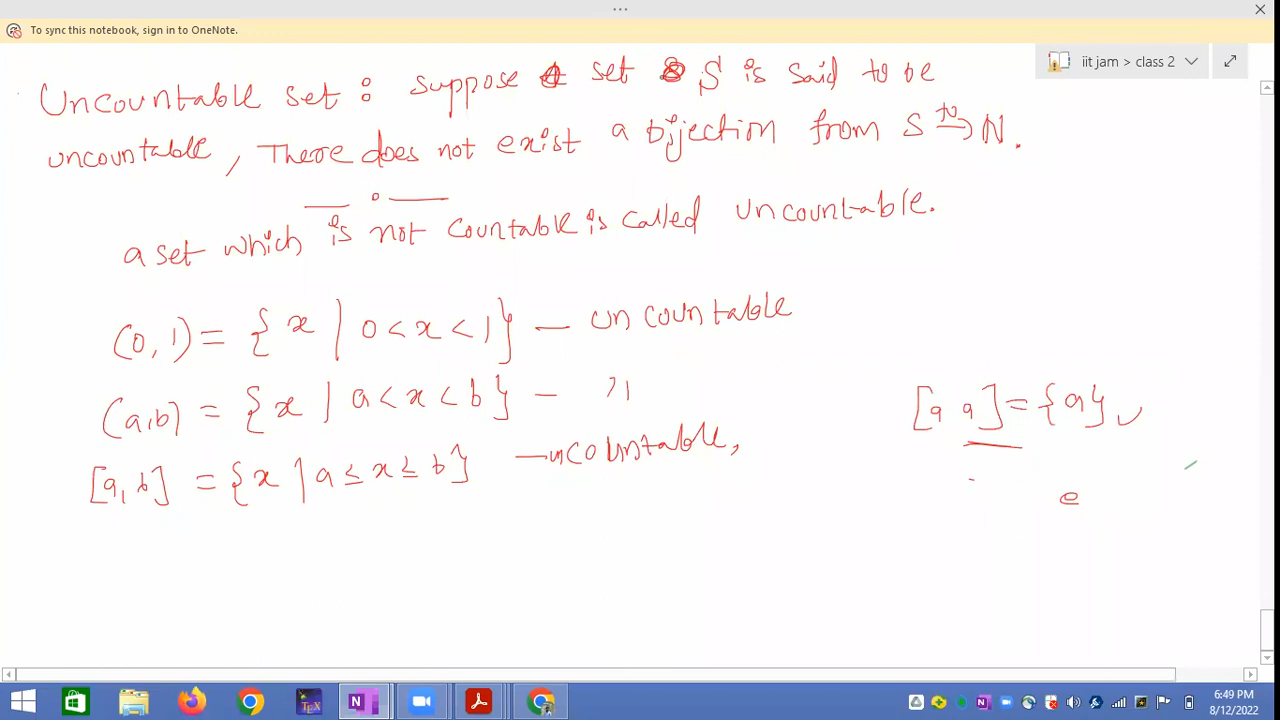 To sync this notebook, sign in to OneNote.
iit jam > class 2
Uncountable set : suppose set S is said to be
uncountable, There does not exist a bijection from S to→ N.
a set which is not countable is called uncountable.
(0, 1) = { x | 0 < x < 1 } — uncountable
(a,b) = { x | a < x < b } — 〃
[a, b] = { x | a ≤ x ≤ b } — uncountable,
[a a] = {a} ✓
e
6:49 PM
8/12/2022